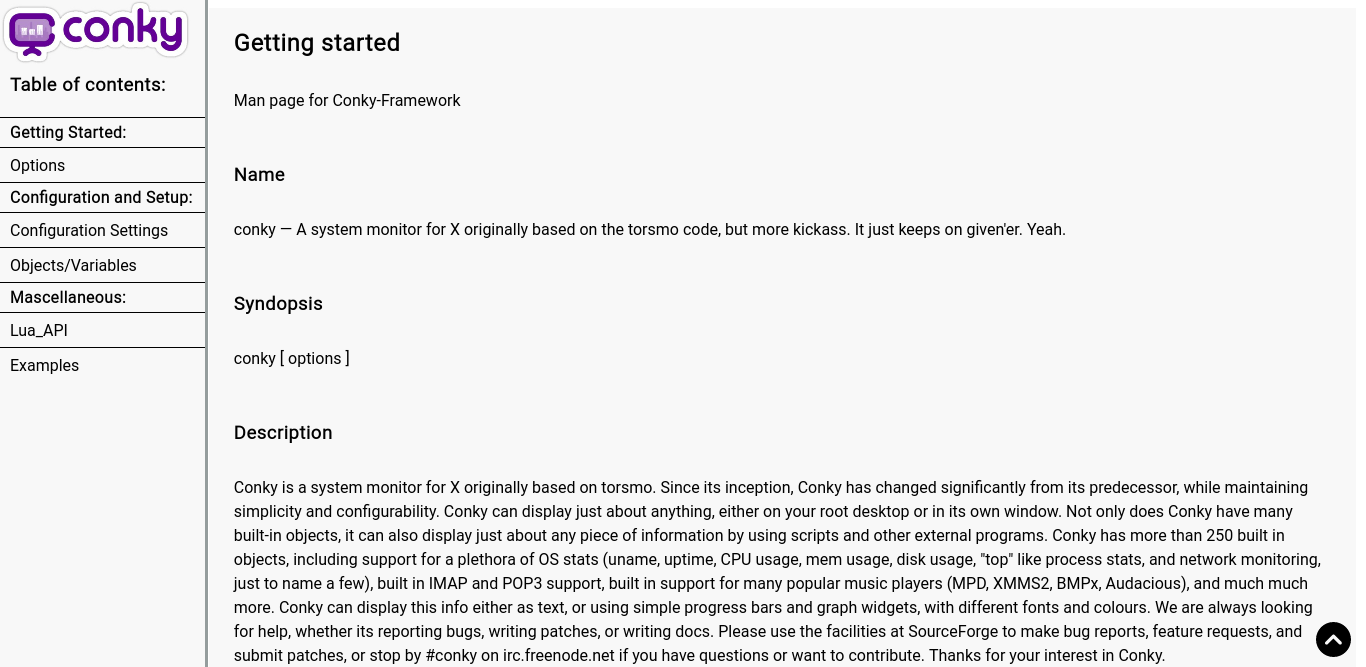 conky
Table of contents:
Getting Started:
Options
Configuration and Setup:
Configuration Settings
Objects/Variables
Mascellaneous:
Lua_API
Examples
Getting started
Man page for Conky-Framework
Name
conky — A system monitor for X originally based on the torsmo code, but more kickass. It just keeps on given'er. Yeah.
Syndopsis
conky [ options ]
Description
Conky is a system monitor for X originally based on torsmo. Since its inception, Conky has changed significantly from its predecessor, while maintaining
simplicity and configurability. Conky can display just about anything, either on your root desktop or in its own window. Not only does Conky have many
built-in objects, it can also display just about any piece of information by using scripts and other external programs. Conky has more than 250 built in
objects, including support for a plethora of OS stats (uname, uptime, CPU usage, mem usage, disk usage, "top" like process stats, and network monitoring,
just to name a few), built in IMAP and POP3 support, built in support for many popular music players (MPD, XMMS2, BMPx, Audacious), and much much
more. Conky can display this info either as text, or using simple progress bars and graph widgets, with different fonts and colours. We are always looking
for help, whether its reporting bugs, writing patches, or writing docs. Please use the facilities at SourceForge to make bug reports, feature requests, and
submit patches, or stop by #conky on irc.freenode.net if you have questions or want to contribute. Thanks for your interest in Conky.